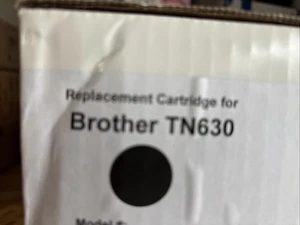 Replacement Cartridge for
Brother TN630